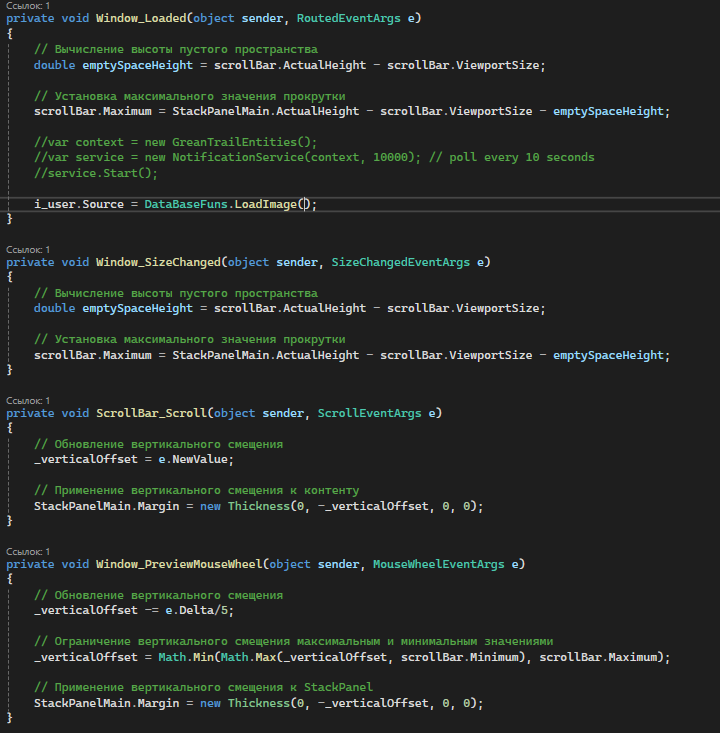 Ссылок: 1
private void Window_Loaded(object sender, RoutedEventArgs e)
{
// Вычисление высоты пустого пространства
double emptySpaceHeight = scrollBar.ActualHeight - scrollBar.ViewportSize;
// Установка максимального значения прокрутки
scrollBar.Maximum = StackPanelMain.ActualHeight - scrollBar.ViewportSize - emptySpaceHeight;
//var context = new GreanTrailEntities();
//var service = new NotificationService(context, 10000); // poll every 10 seconds
//service.Start();
i_user.Source = DataBaseFuns.LoadImage();
}
Ссылок: 1
private void Window_SizeChanged(object sender, SizeChangedEventArgs e)
{
// Вычисление высоты пустого пространства
double emptySpaceHeight = scrollBar.ActualHeight - scrollBar.ViewportSize;
// Установка максимального значения прокрутки
scrollBar.Maximum = StackPanelMain.ActualHeight - scrollBar.ViewportSize - emptySpaceHeight;
}
Ссылок: 1
private void ScrollBar_Scroll(object sender, ScrollEventArgs e)
{
// Обновление вертикального смещения
_verticalOffset = e.NewValue;
// Применение вертикального смещения к контенту
StackPanelMain.Margin = new Thickness(0, -_verticalOffset, 0, 0);
}
Ссылок: 1
private void Window_PreviewMouseWheel(object sender, MouseWheelEventArgs e)
{
// Обновление вертикального смещения
_verticalOffset -= e.Delta/5;
// Ограничение вертикального смещения максимальным и минимальным значениями
_verticalOffset = Math.Min(Math.Max(_verticalOffset, scrollBar.Minimum), scrollBar.Maximum);
// Применение вертикального смещения к StackPanel
StackPanelMain.Margin = new Thickness(0, -_verticalOffset, 0, 0);
}